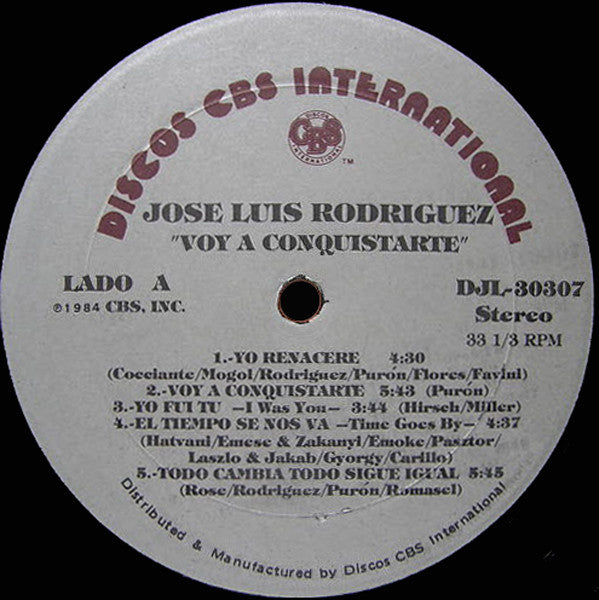 DISCOS CBS INTERNATIONAL
DISCOS
CBS
INTERNATIONAL
TM
JOSE LUIS RODRIGUEZ
"VOY A CONQUISTARTE"
LADO A
℗1984 CBS, INC.
DJL-30307
Stereo
33 1/3 RPM
1.-YO RENACERE 4:30
(Cocciante/Mogol/Rodriguez/Purón/Flores/Favini)
2.-VOY A CONQUISTARTE 5:43 (Purón)
3.-YO FUI TU —I Was You— 3:44 (Hirsch/Miller)
4.-EL TIEMPO SE NOS VA —Time Goes By— 4:37
(Hatvani/Emese & Zakanyi/Emoke/Pasztor/
Laszlo & Jakab/Gyorgy/Carillo)
5.-TODO CAMBIA TODO SIGUE IGUAL 5:45
(Rose/Rodriguez/Purón/Ramasel)
Distributed & Manufactured by Discos CBS International